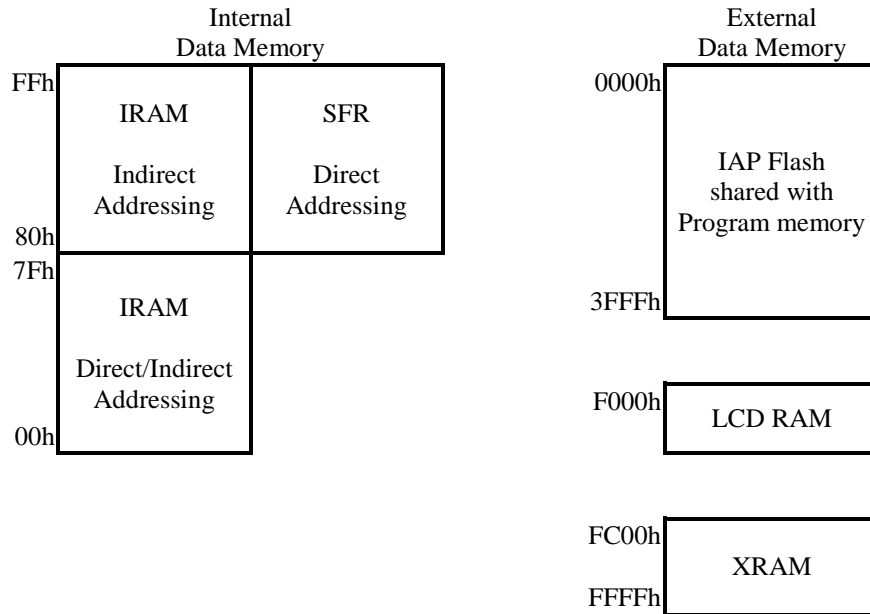 Internal
Data Memory
FFh
IRAM
Indirect
Addressing
80h
SFR
Direct
Addressing
7Fh
IRAM
Direct/Indirect
Addressing
00h
External
Data Memory
0000h
IAP Flash
shared with
Program memory
3FFFh
F000h
LCD RAM
FC00h
XRAM
FFFFh